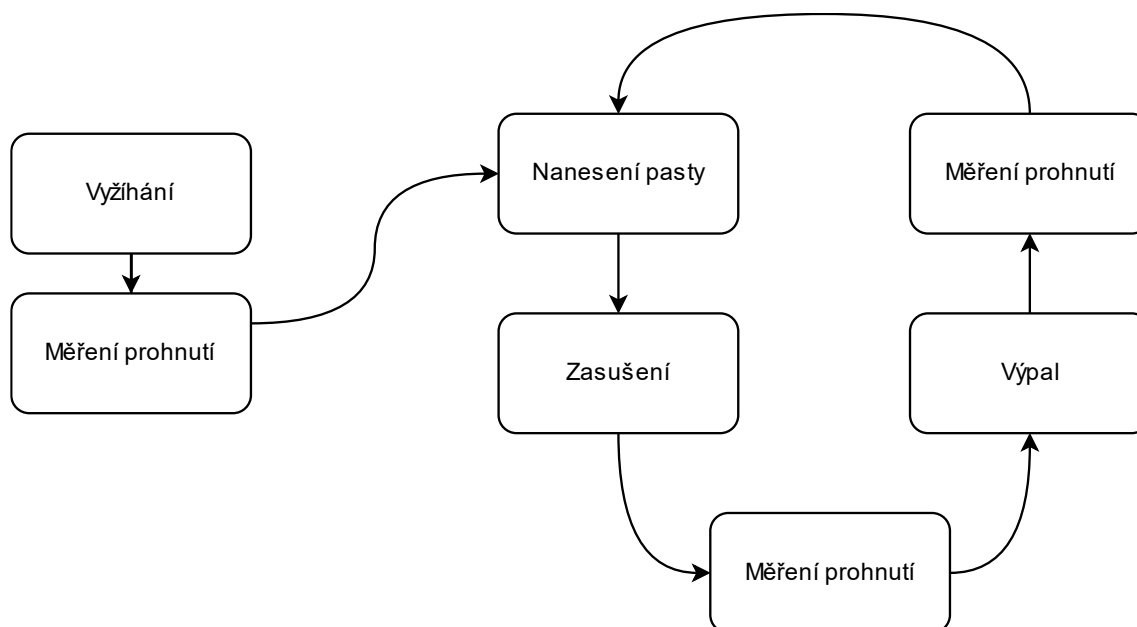 Vyžíhání
Měření prohnutí
Nanesení pasty
Zasušení
Měření prohnutí
Výpal
Měření prohnutí